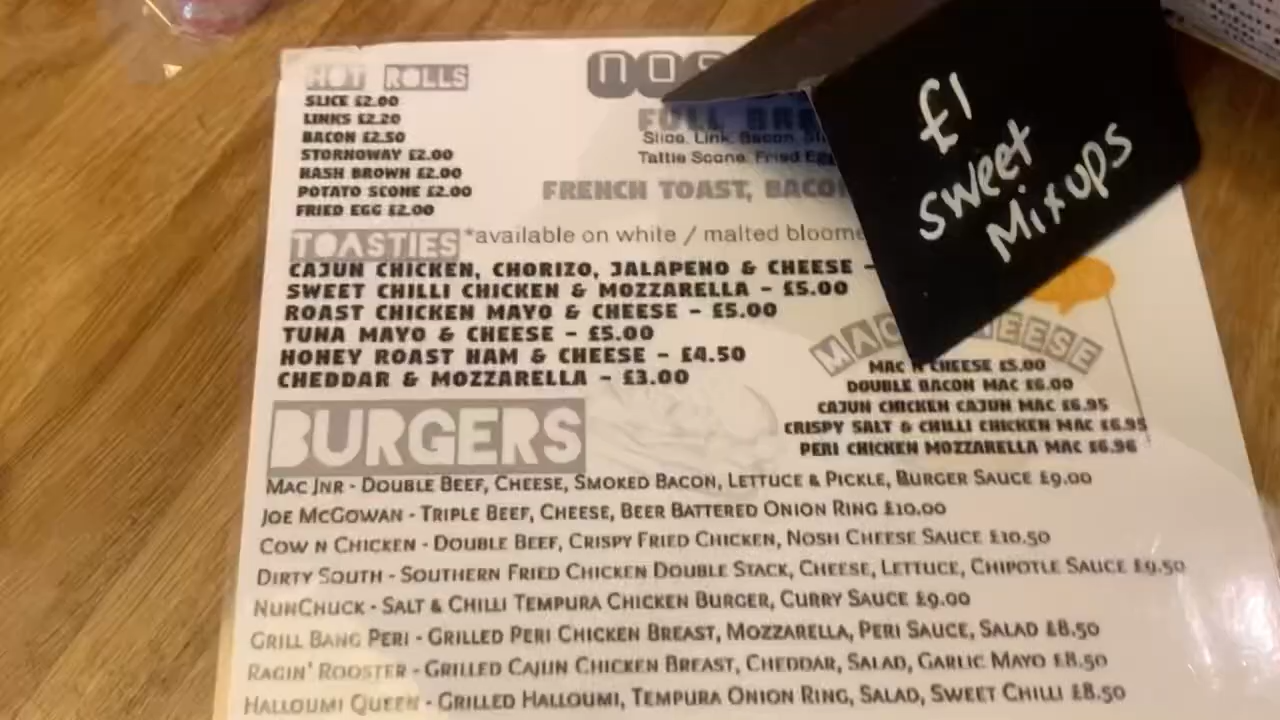 HOT ROLLS
SLICE £2.00
LINKS £2.20
BACON £2.50
STORNOWAY £2.00
HASH BROWN £2.00
POTATO SCONE £2.00
FRIED EGG £2.00
NOS
FULL BRE
Slice, Link, Bacon,
Tattie Scone, Fried Egg
FRENCH TOAST, BACON
£1
sweet
Mixups
TOASTIES *available on white / malted bloome
CAJUN CHICKEN, CHORIZO, JALAPENO & CHEESE -
SWEET CHILLI CHICKEN & MOZZARELLA - £5.00
ROAST CHICKEN MAYO & CHEESE - £5.00
TUNA MAYO & CHEESE - £5.00
HONEY ROAST HAM & CHEESE - £4.50
CHEDDAR & MOZZARELLA - £3.00
MAC CHEESE
MAC N CHEESE £5.00
DOUBLE BACON MAC £6.00
CAJUN CHICKEN CAJUN MAC £6.95
CRISPY SALT & CHILLI CHICKEN MAC £6.95
PERI CHICKEN MOZZARELLA MAC £6.96
BURGERS
MAC JNR - DOUBLE BEEF, CHEESE, SMOKED BACON, LETTUCE & PICKLE, BURGER SAUCE £9.00
JOE MCGOWAN - TRIPLE BEEF, CHEESE, BEER BATTERED ONION RING £10.00
COW N CHICKEN - DOUBLE BEEF, CRISPY FRIED CHICKEN, NOSH CHEESE SAUCE £10.50
DIRTY SOUTH - SOUTHERN FRIED CHICKEN DOUBLE STACK, CHEESE, LETTUCE, CHIPOTLE SAUCE £9.50
NUNCHUCK - SALT & CHILLI TEMPURA CHICKEN BURGER, CURRY SAUCE £9.00
GRILL BANG PERI - GRILLED PERI CHICKEN BREAST, MOZZARELLA, PERI SAUCE, SALAD £8.50
RAGIN' ROOSTER - GRILLED CAJUN CHICKEN BREAST, CHEDDAR, SALAD, GARLIC MAYO £8.50
HALLOUMI QUEEN - GRILLED HALLOUMI, TEMPURA ONION RING, SALAD, SWEET CHILLI £8.50